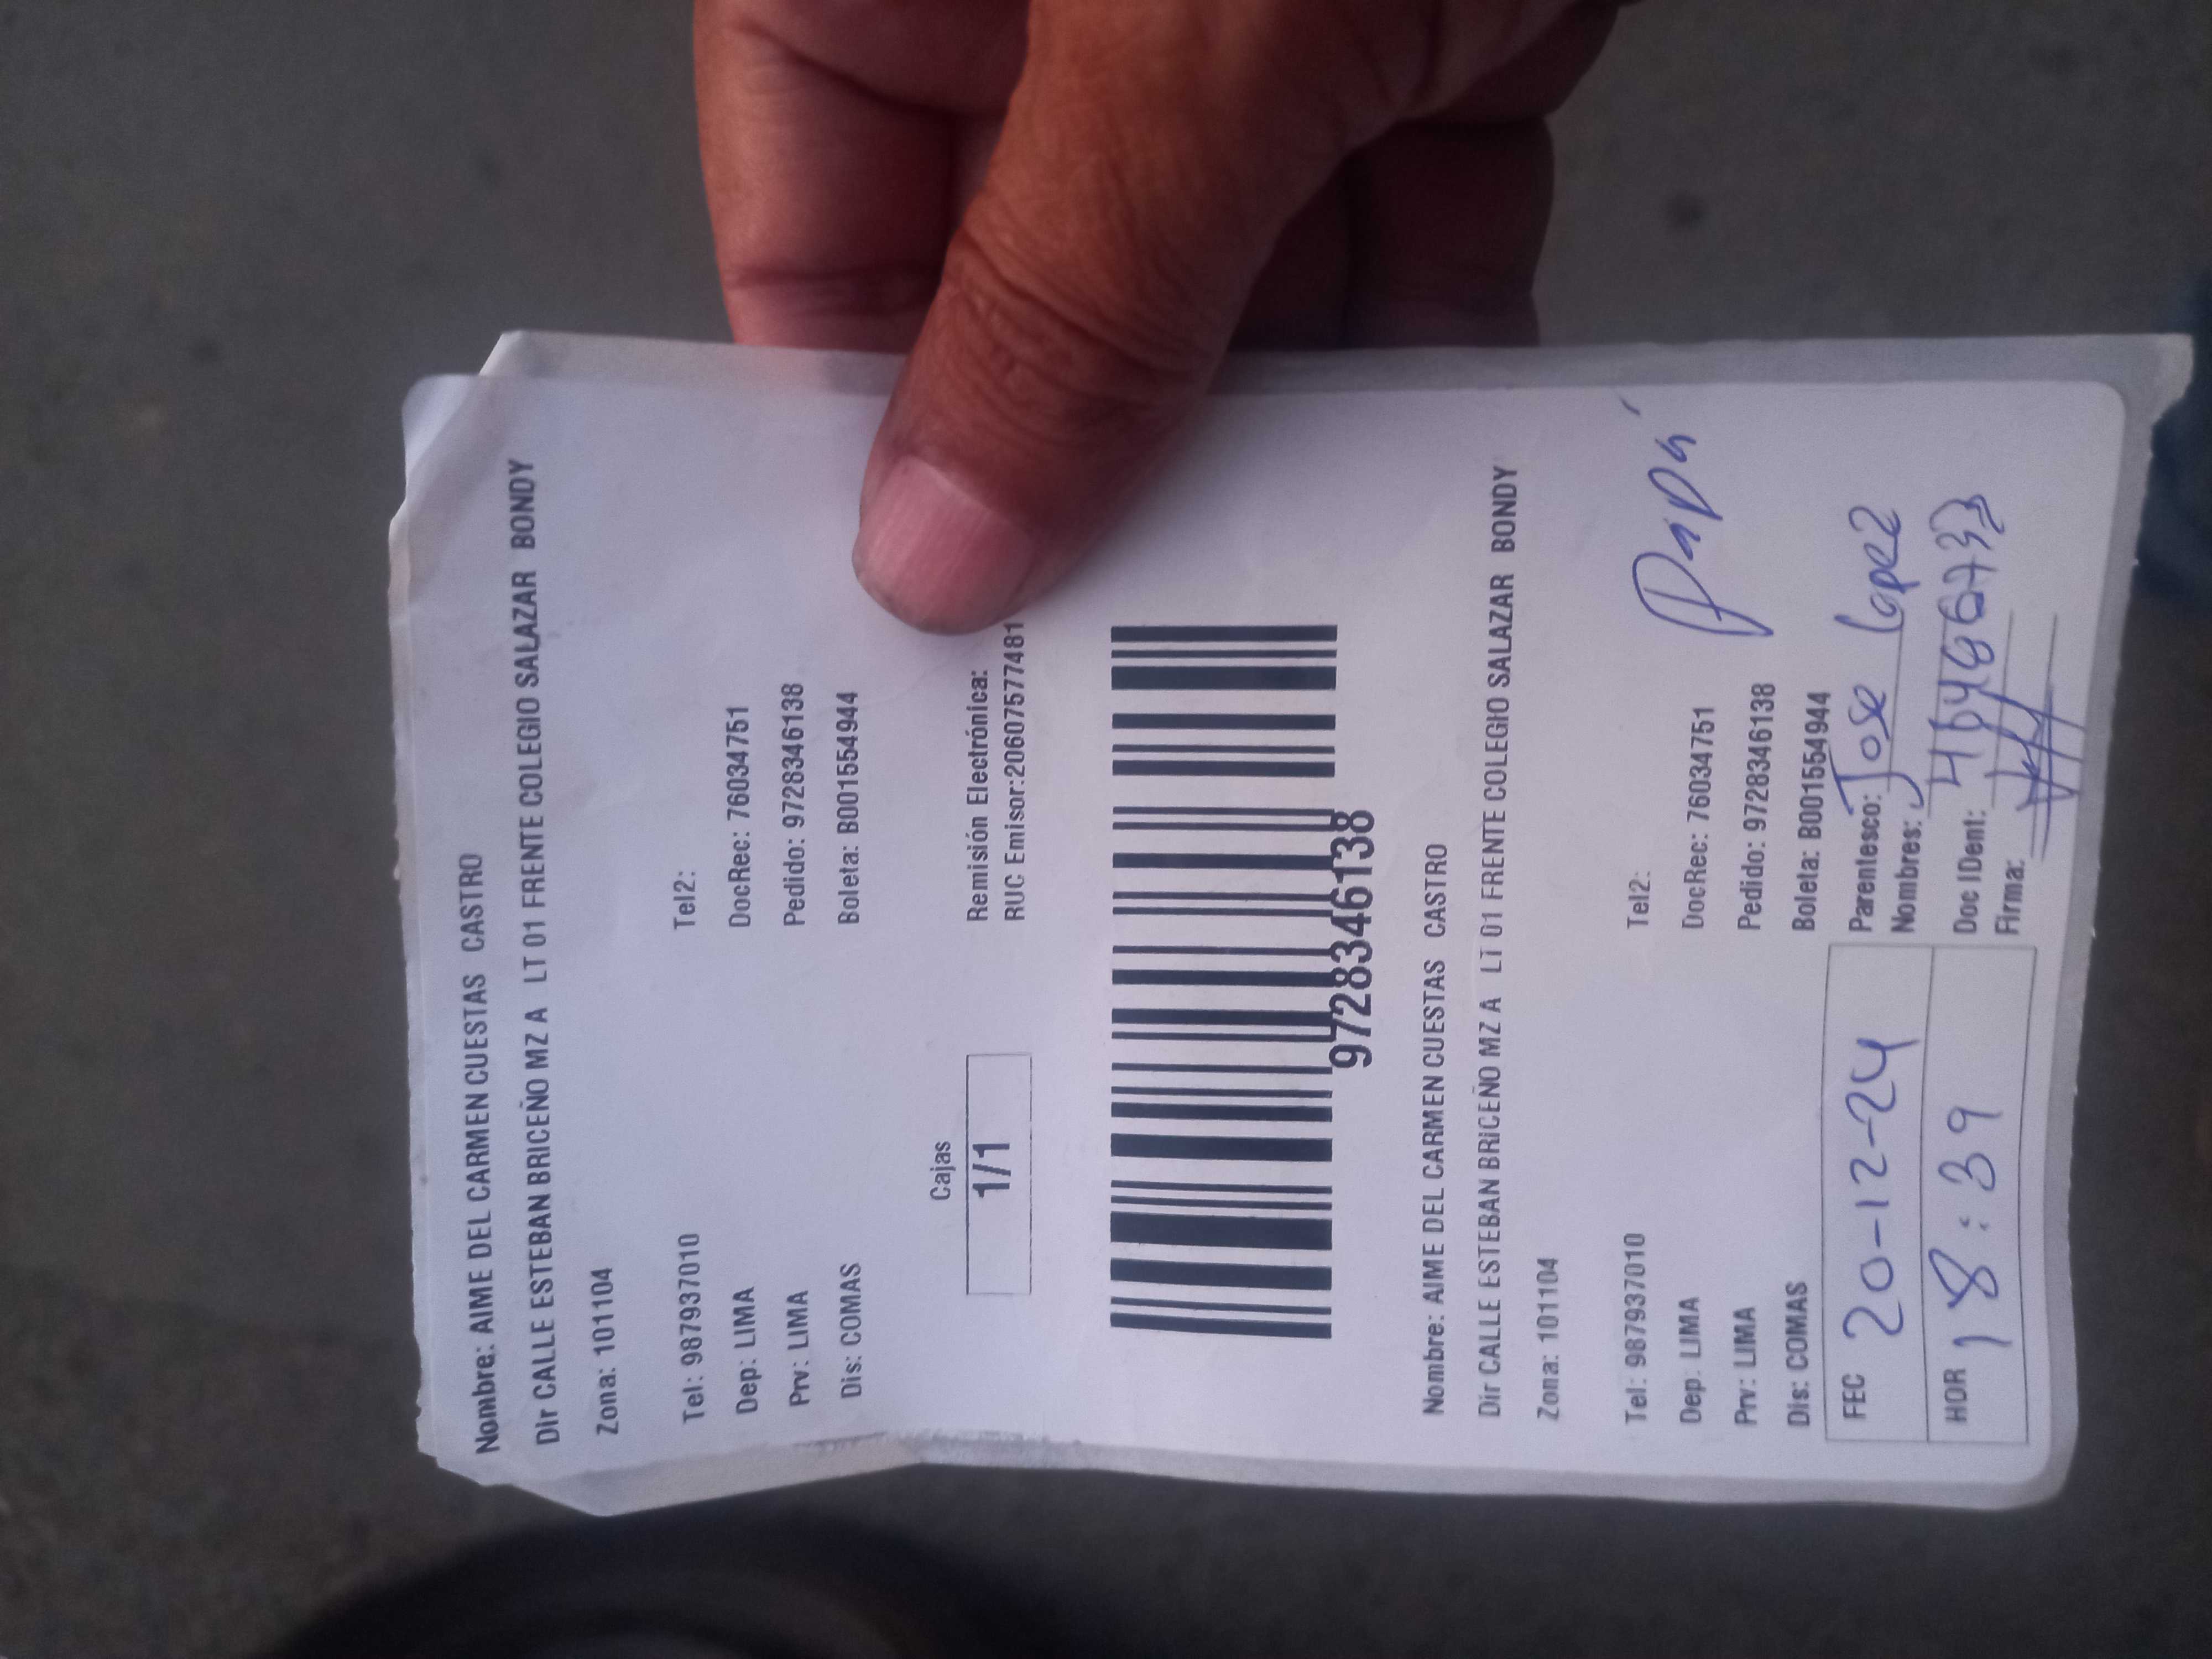 Nombre: AIME DEL CARMEN CUESTAS CASTRO
Dir CALLE ESTEBAN BRICEÑO MZ A LT 01 FRENTE COLEGIO SALAZAR BONDY
Zona: 101104
Tel: 987937010 Tel2:
Dep: LIMA DocRec: 76034751
Prv: LIMA Pedido: 9728346138
Dis: COMAS Boleta: B001554944
Cajas
1/1
Remisión Electrónica:
RUC Emisor:20607577481
9728346138
Nombre: AIME DEL CARMEN CUESTAS CASTRO
Dir CALLE ESTEBAN BRICEÑO MZ A LT 01 FRENTE COLEGIO SALAZAR BONDY
Zona: 101104
Tel: 987937010 Tel2:
Dep. LIMA DocRec: 76034751
Papá
Prv: LIMA Pedido: 9728346138
Dis: COMAS Boleta: B001554944
FEC 20-12-24 Parentesco:
Nombres: Jose Lopez
HOR 18:39 Doc IDent:
Firma: